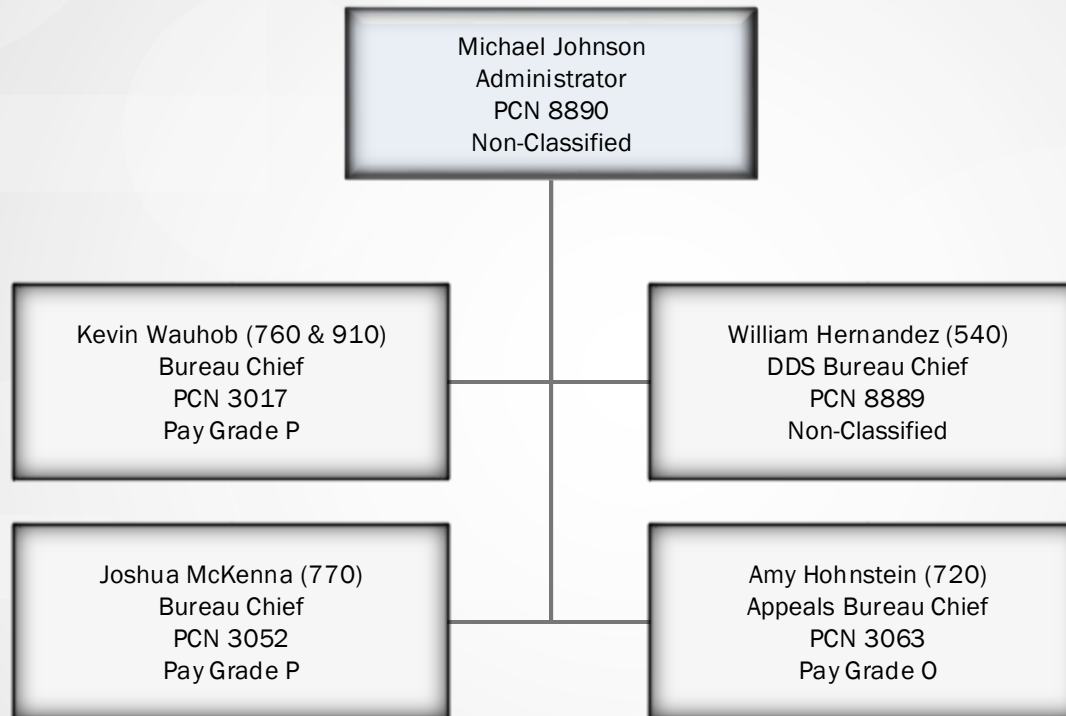 Michael Johnson
Administrator
PCN 8890
Non-Classified
Kevin Wauhob (760 & 910)
Bureau Chief
PCN 3017
Pay Grade P
William Hernandez (540)
DDS Bureau Chief
PCN 8889
Non-Classified
Joshua McKenna (770)
Bureau Chief
PCN 3052
Pay Grade P
Amy Hohnstein (720)
Appeals Bureau Chief
PCN 3063
Pay Grade O